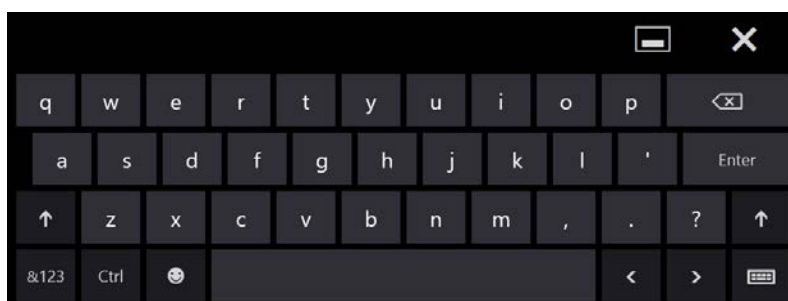 q w e r t y u i o p
a s d f g h j k l ' Enter
z x c v b n m , . ?
&123 Ctrl < >